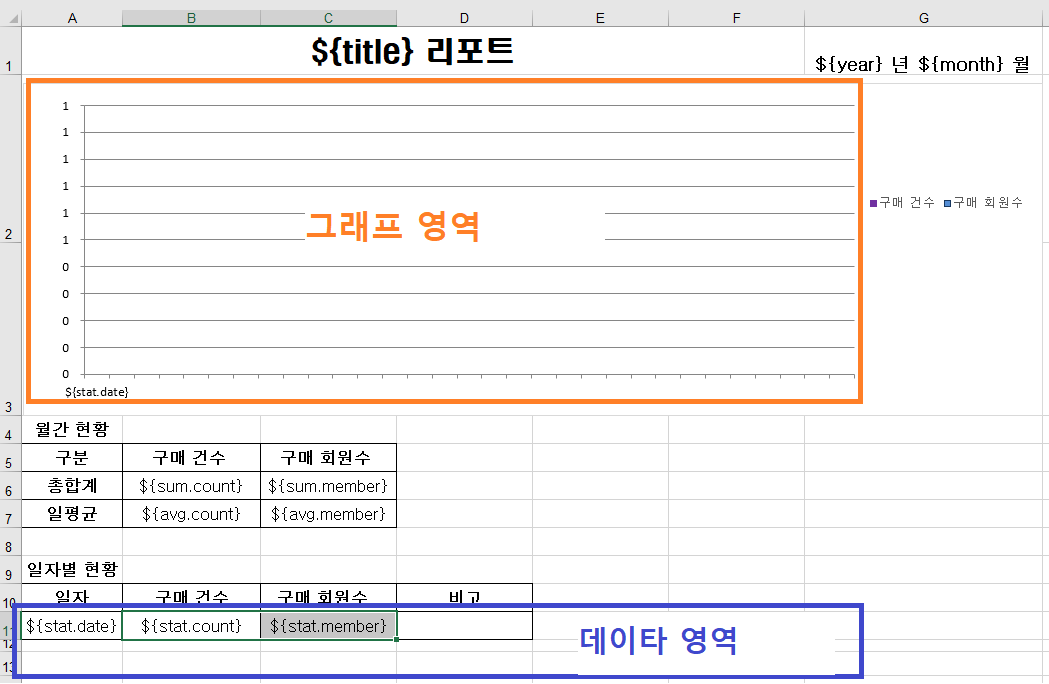 A B C D E F G
1 ${title} 리포트 ${year} 년 ${month} 월
1
1
1
1
1
1
0
0
0
0
0
그래프 영역
구매 건수 구매 회원수
2
${stat.date}
3
4 월간 현황
5 구분 구매 건수 구매 회원수
6 총합계 ${sum.count} ${sum.member}
7 일평균 ${avg.count} ${avg.member}
8
9 일자별 현황
10 일자 구매 건수 구매 회원수 비고
11 ${stat.date} ${stat.count} ${stat.member}
데이타 영역
12
13